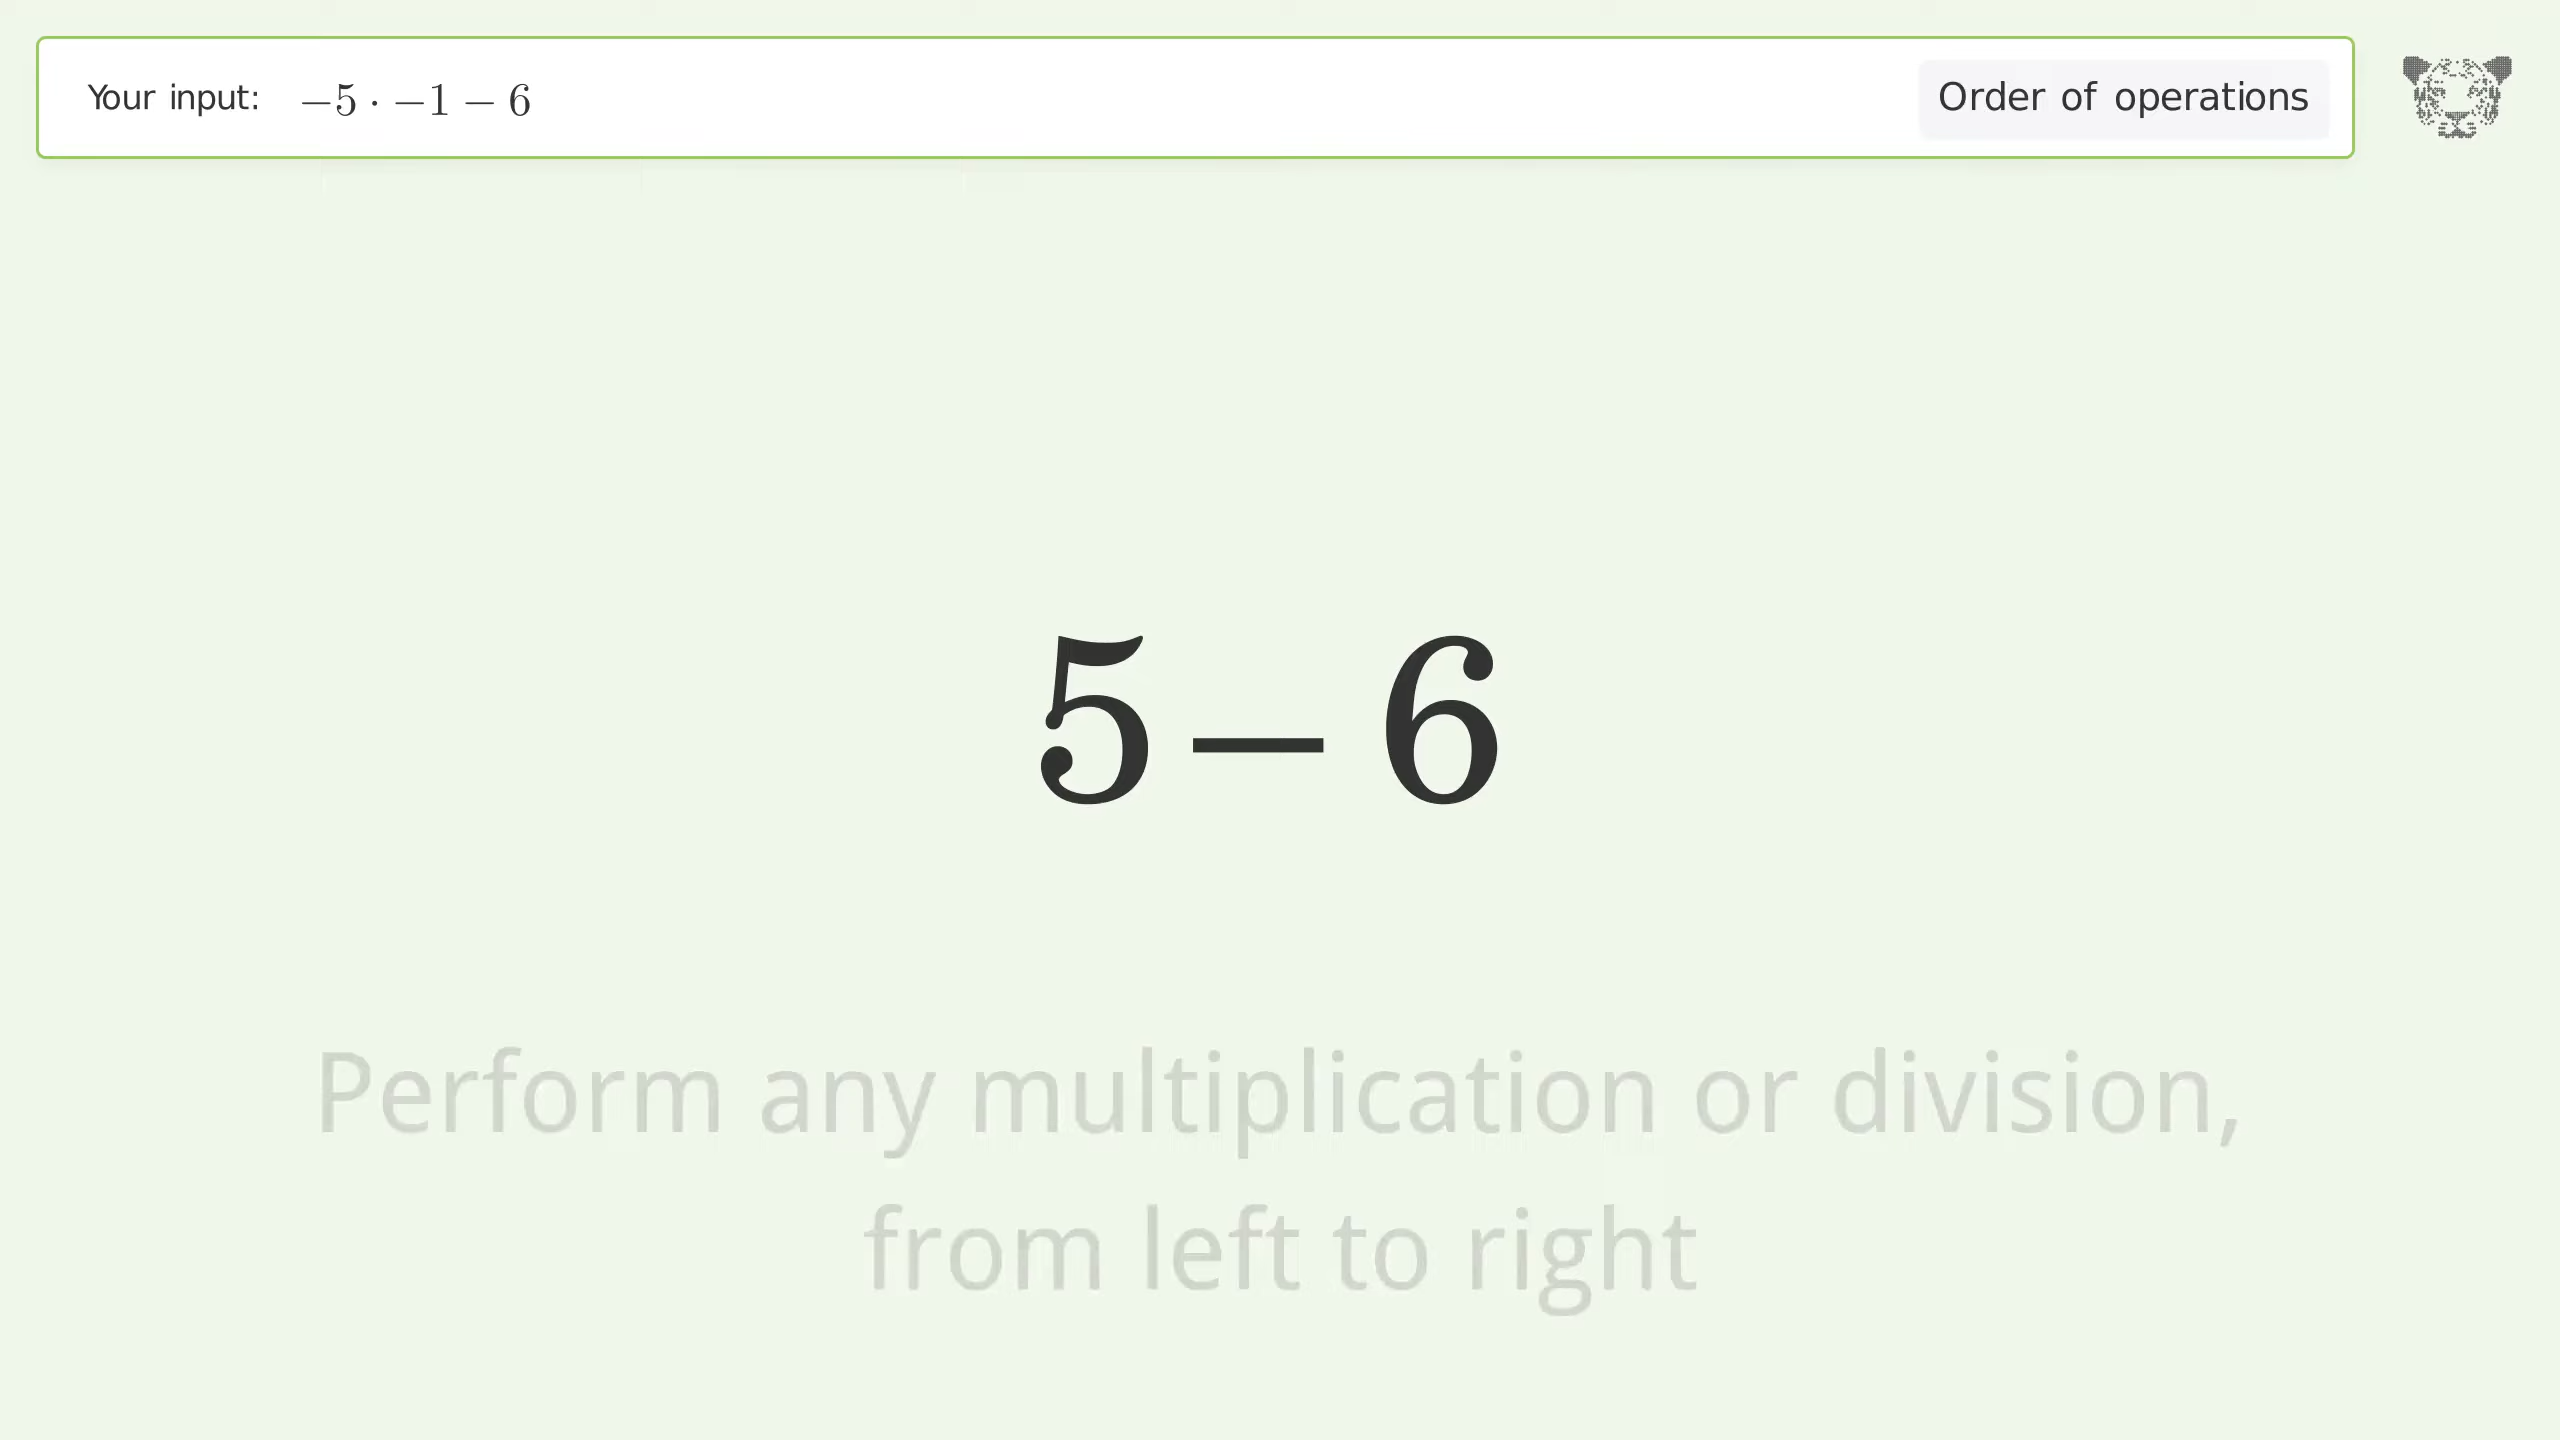 Your input: −5 · −1 − 6
Order of operations
5 − 6
Perform any multiplication or division,
from left to right